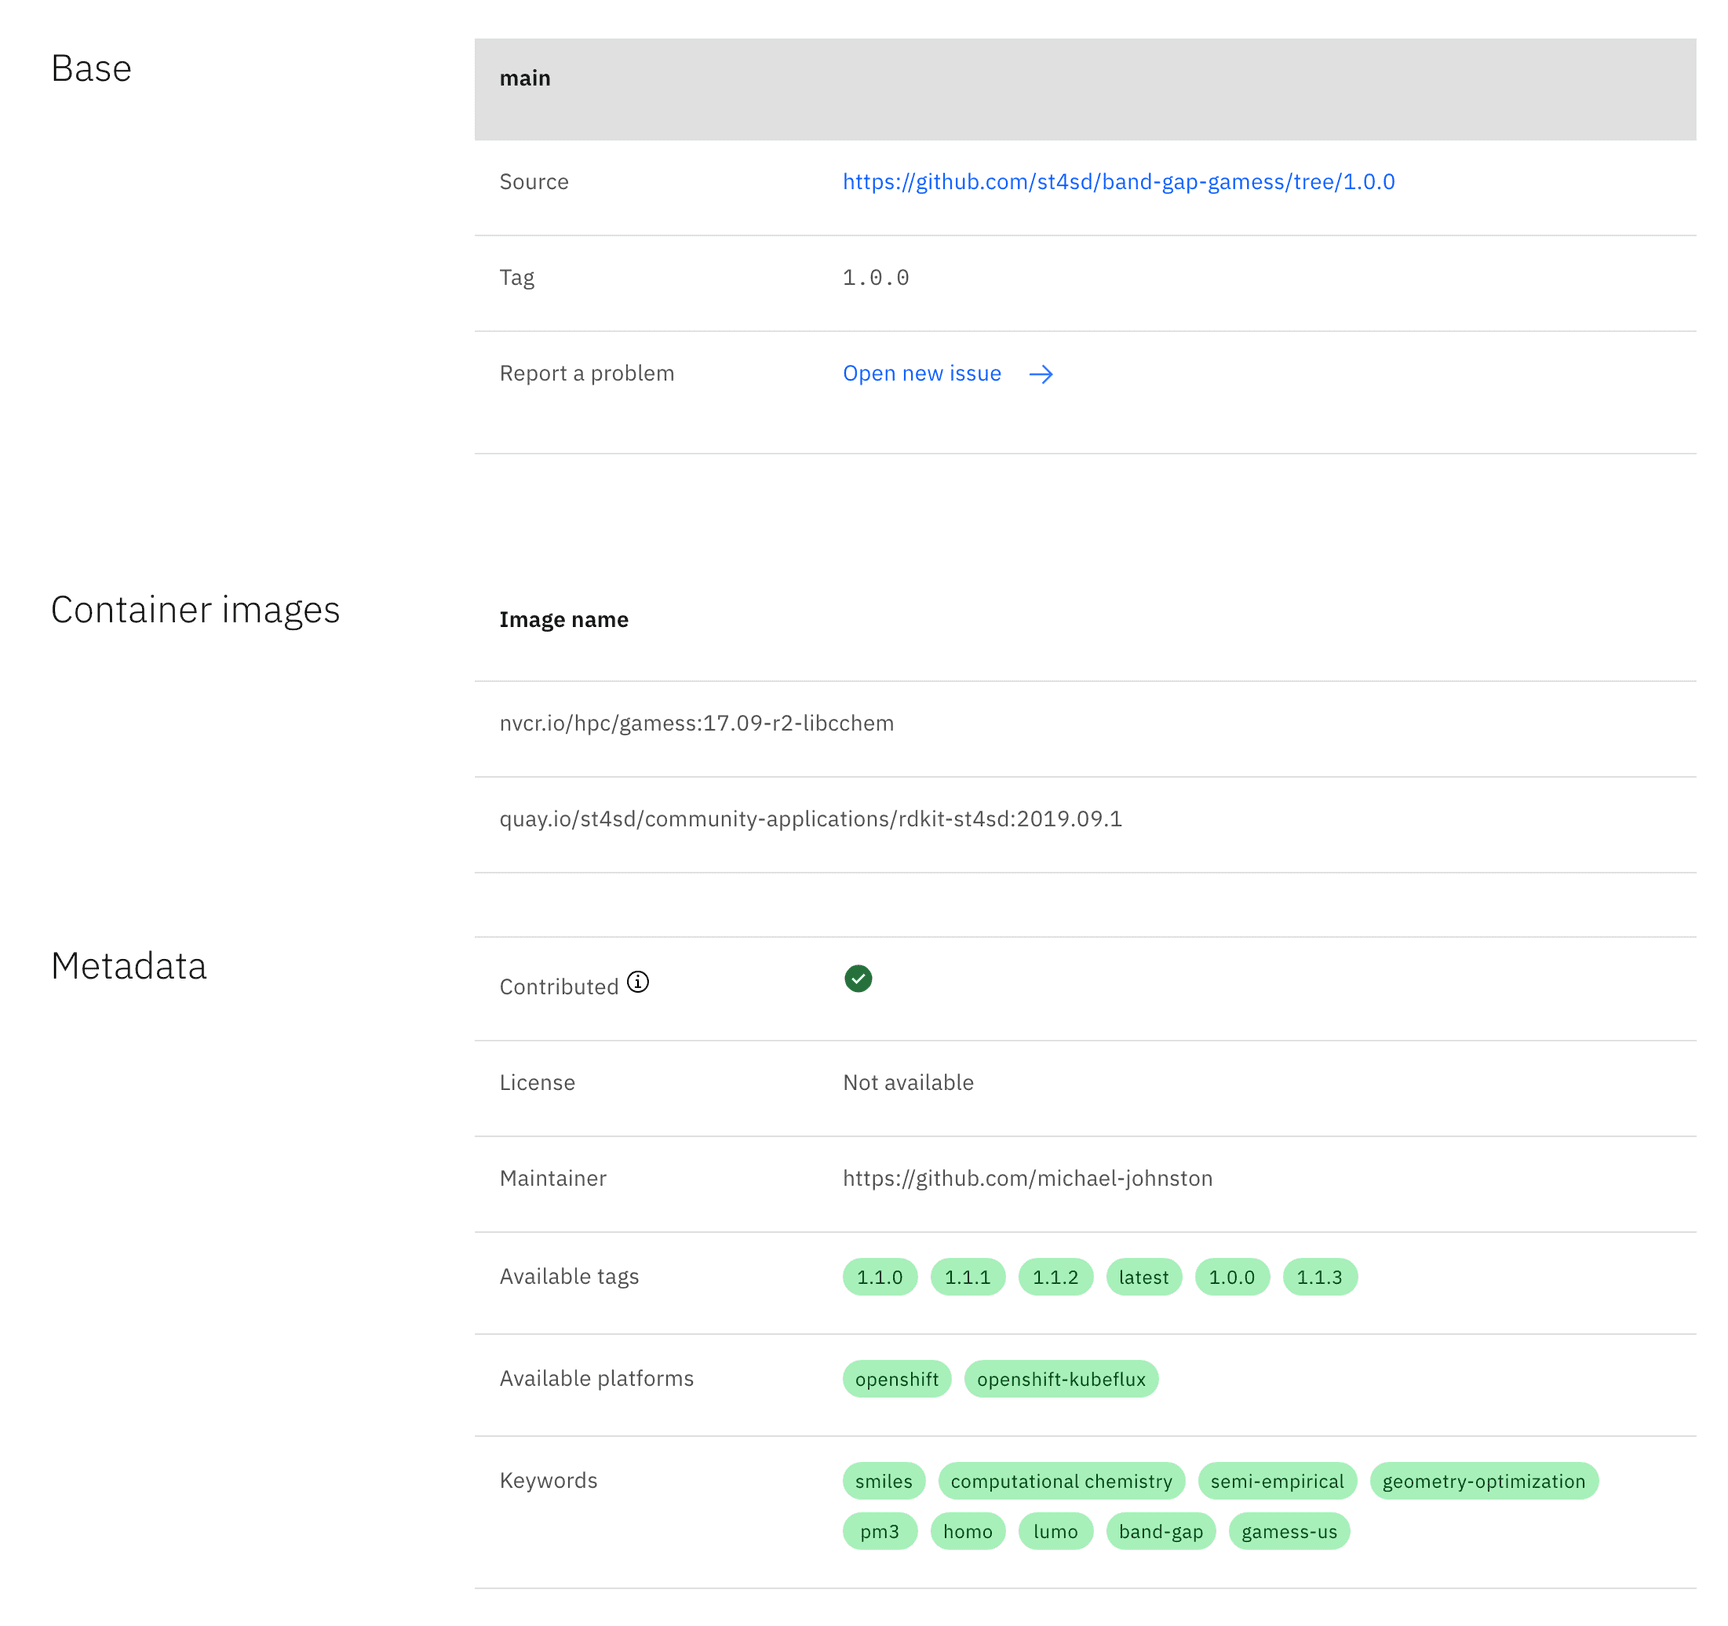 Base
main
Source https://github.com/st4sd/band-gap-gamess/tree/1.0.0
Tag 1.0.0
Report a problem Open new issue →
Container images
Image name
nvcr.io/hpc/gamess:17.09-r2-libcchem
quay.io/st4sd/community-applications/rdkit-st4sd:2019.09.1
Metadata
Contributed
License Not available
Maintainer https://github.com/michael-johnston
Available tags 1.1.0 1.1.1 1.1.2 latest 1.0.0 1.1.3
Available platforms openshift openshift-kubeflux
Keywords smiles computational chemistry semi-empirical geometry-optimization
pm3 homo lumo band-gap gamess-us